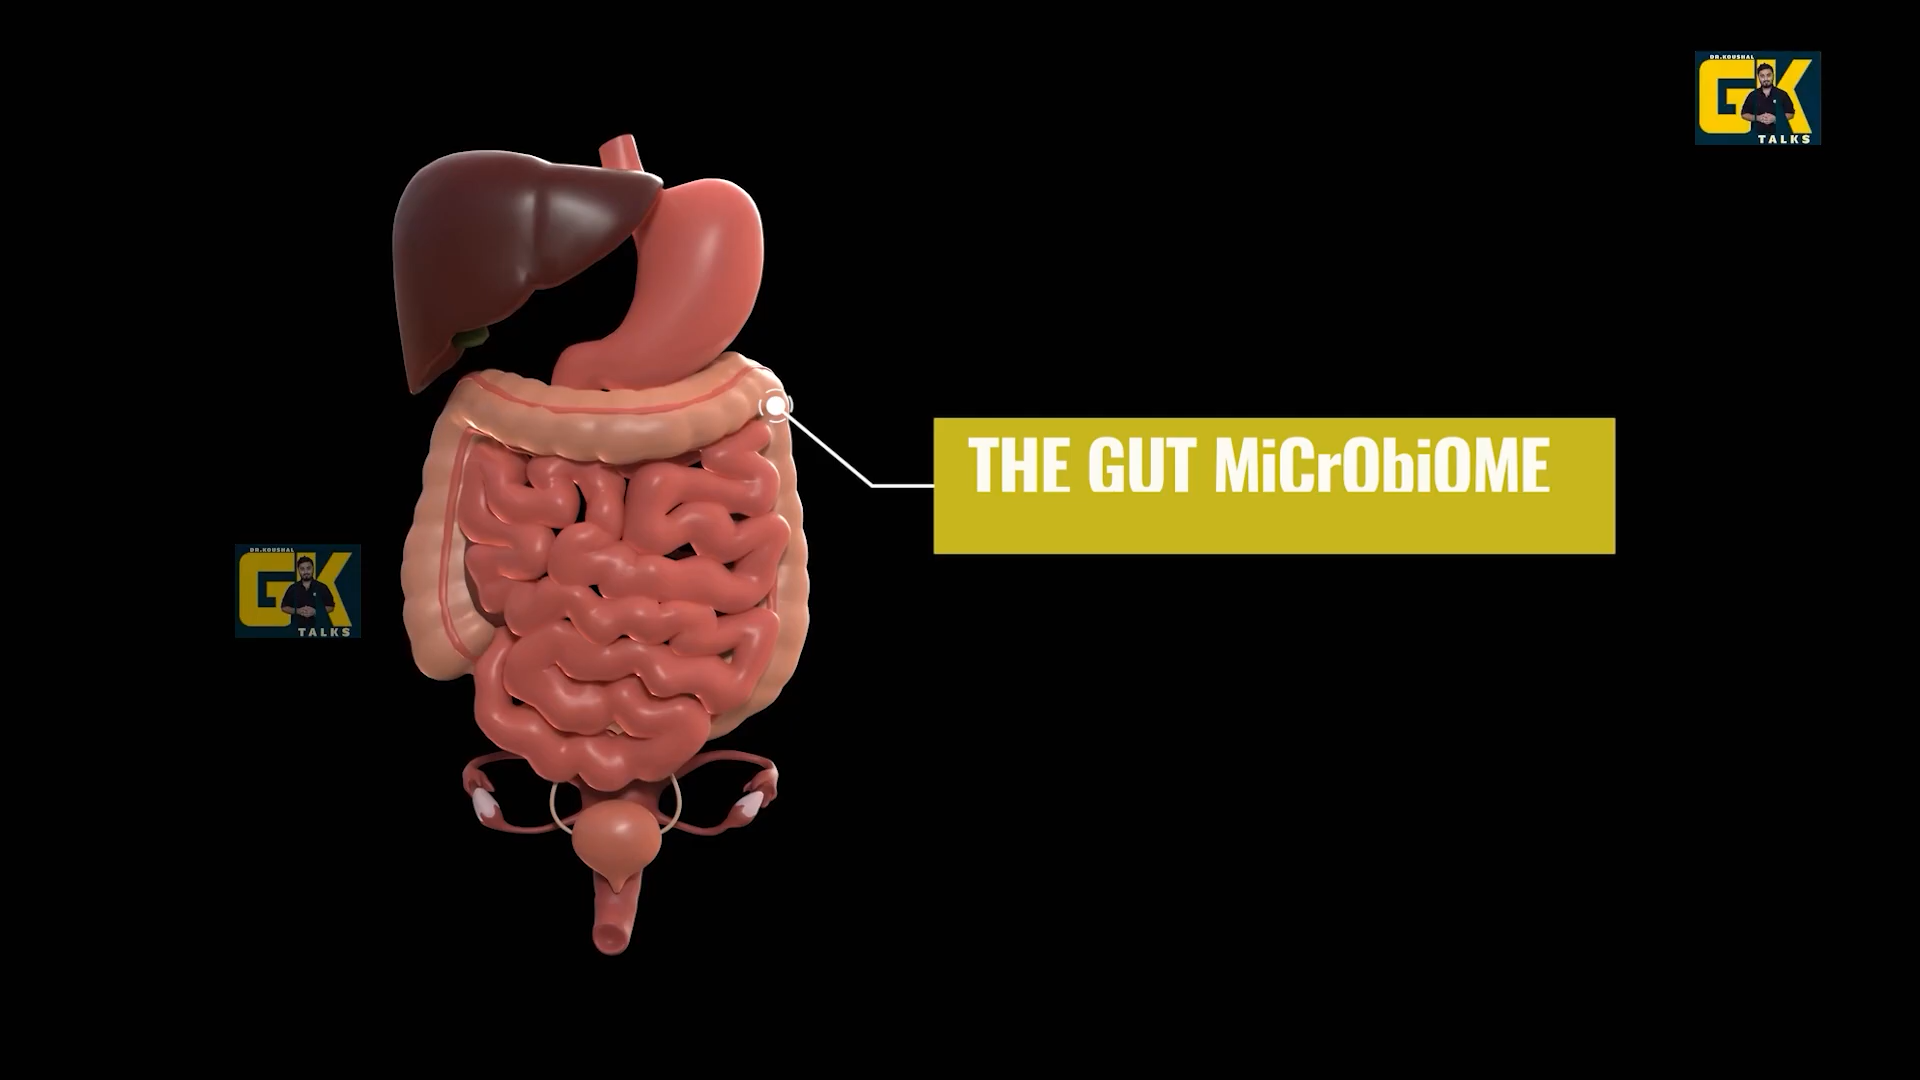 DR.KOUSHAL
GK
TALKS
THE GUT MiCrObiOME
DR.KOUSHAL
GK
TALKS